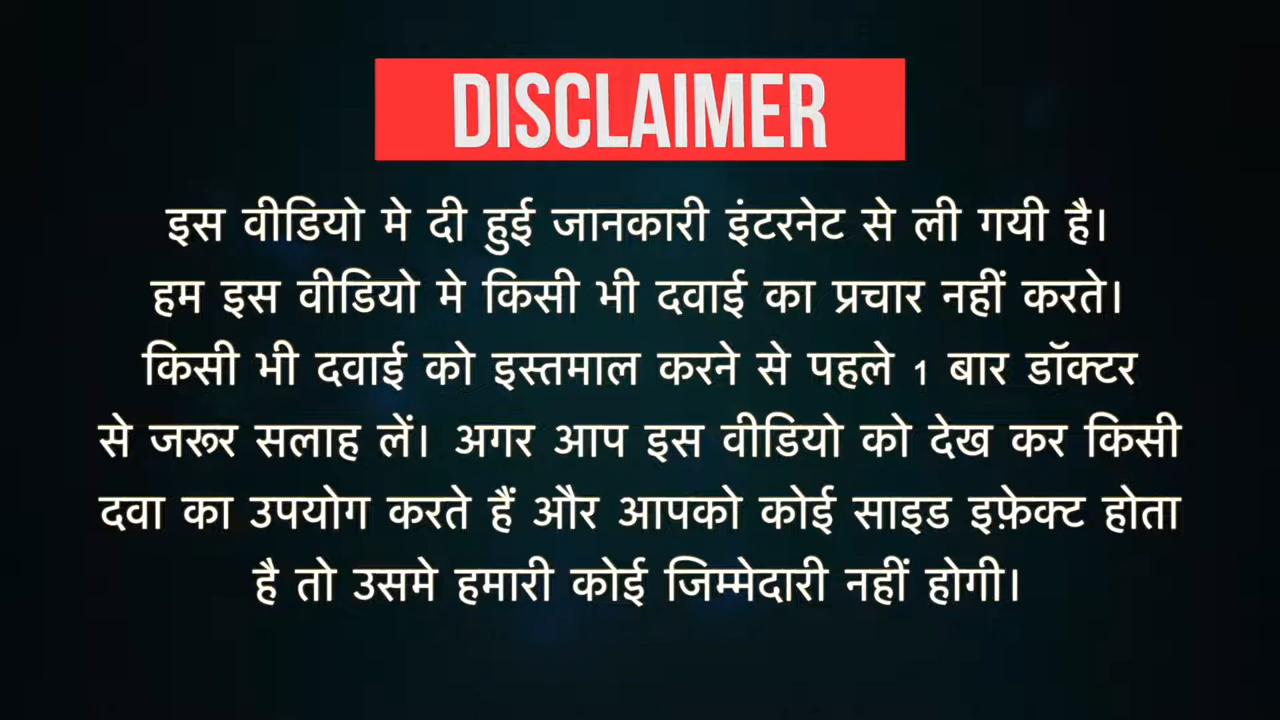 DISCLAIMER
इस वीडियो मे दी हुई जानकारी इंटरनेट से ली गयी है।
हम इस वीडियो मे किसी भी दवाई का प्रचार नहीं करते।
किसी भी दवाई को इस्तमाल करने से पहले 1 बार डॉक्टर
से जरूर सलाह लें। अगर आप इस वीडियो को देख कर किसी
दवा का उपयोग करते हैं और आपको कोई साइड इफ़ेक्ट होता
है तो उसमे हमारी कोई जिम्मेदारी नहीं होगी।